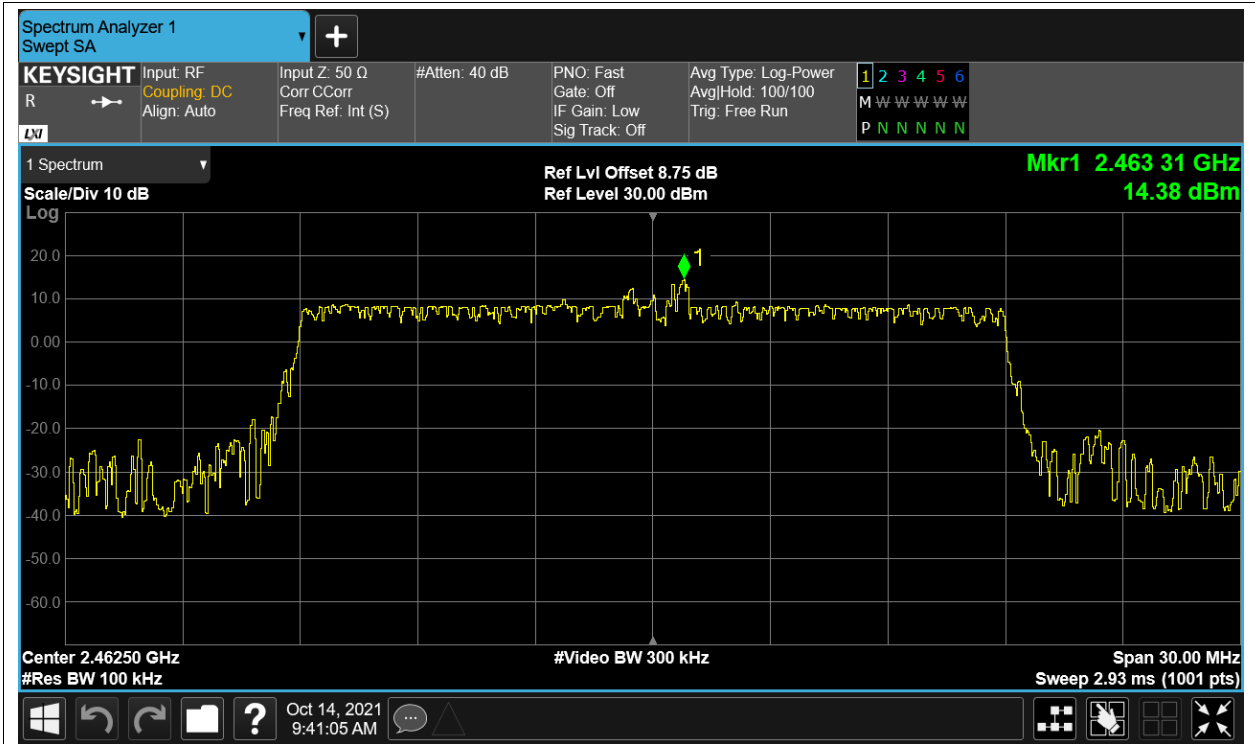 Spectrum Analyzer 1
Swept SA
KEYSIGHT
R
LXI
Input: RF
Coupling: DC
Align: Auto
Input Z: 50 Ω
Corr CCorr
Freq Ref: Int (S)
#Atten: 40 dB
PNO: Fast
Gate: Off
IF Gain: Low
Sig Track: Off
Avg Type: Log-Power
Avg|Hold: 100/100
Trig: Free Run
1 2 3 4 5 6
M W W W W W
P N N N N N
1 Spectrum
Scale/Div 10 dB
Log
Ref Lvl Offset 8.75 dB
Ref Level 30.00 dBm
Mkr1 2.463 31 GHz
14.38 dBm
1
20.0
10.0
0.00
-10.0
-20.0
-30.0
-40.0
-50.0
-60.0
Center 2.46250 GHz
#Res BW 100 kHz
#Video BW 300 kHz
Span 30.00 MHz
Sweep 2.93 ms (1001 pts)
?
Oct 14, 2021
9:41:05 AM